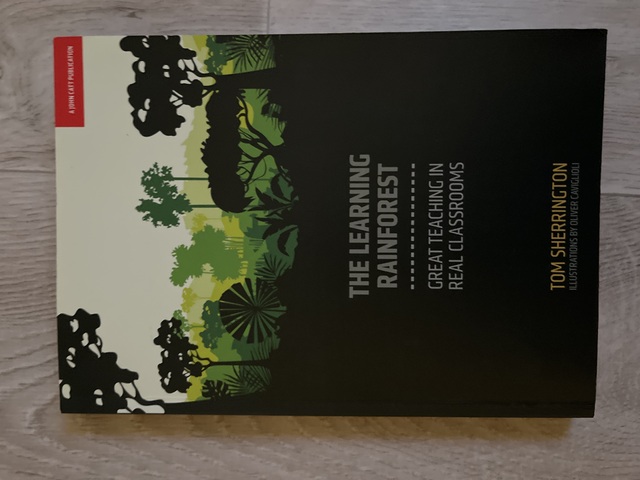 A JOHN CATT PUBLICATION
THE LEARNING
RAINFOREST
GREAT TEACHING IN
REAL CLASSROOMS
TOM SHERRINGTON
ILLUSTRATIONS BY OLIVER CAVIGLIOLI